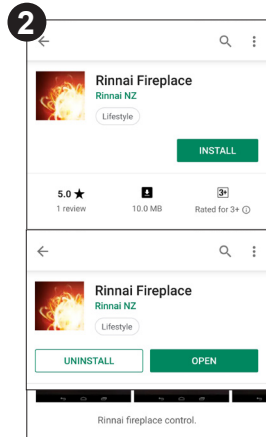 2
Rinnai Fireplace
Rinnai NZ
Lifestyle
INSTALL
5.0 ★
1 review
10.0 MB
3+
Rated for 3+
Rinnai Fireplace
Rinnai NZ
Lifestyle
UNINSTALL
OPEN
Rinnai fireplace control.